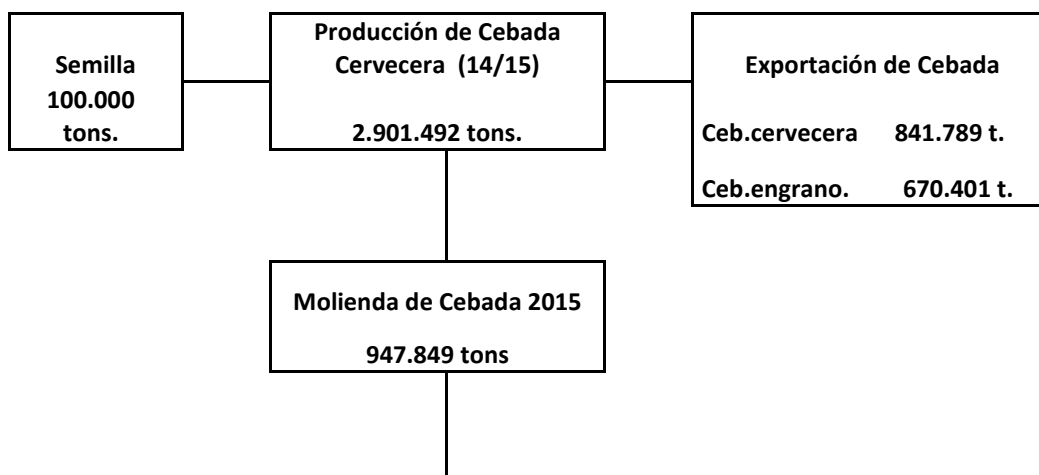 Semilla
100.000
tons.
Producción de Cebada
Cervecera (14/15)
2.901.492 tons.
Exportación de Cebada
Ceb.cervecera 841.789 t.
Ceb.engrano. 670.401 t.
Molienda de Cebada 2015
947.849 tons